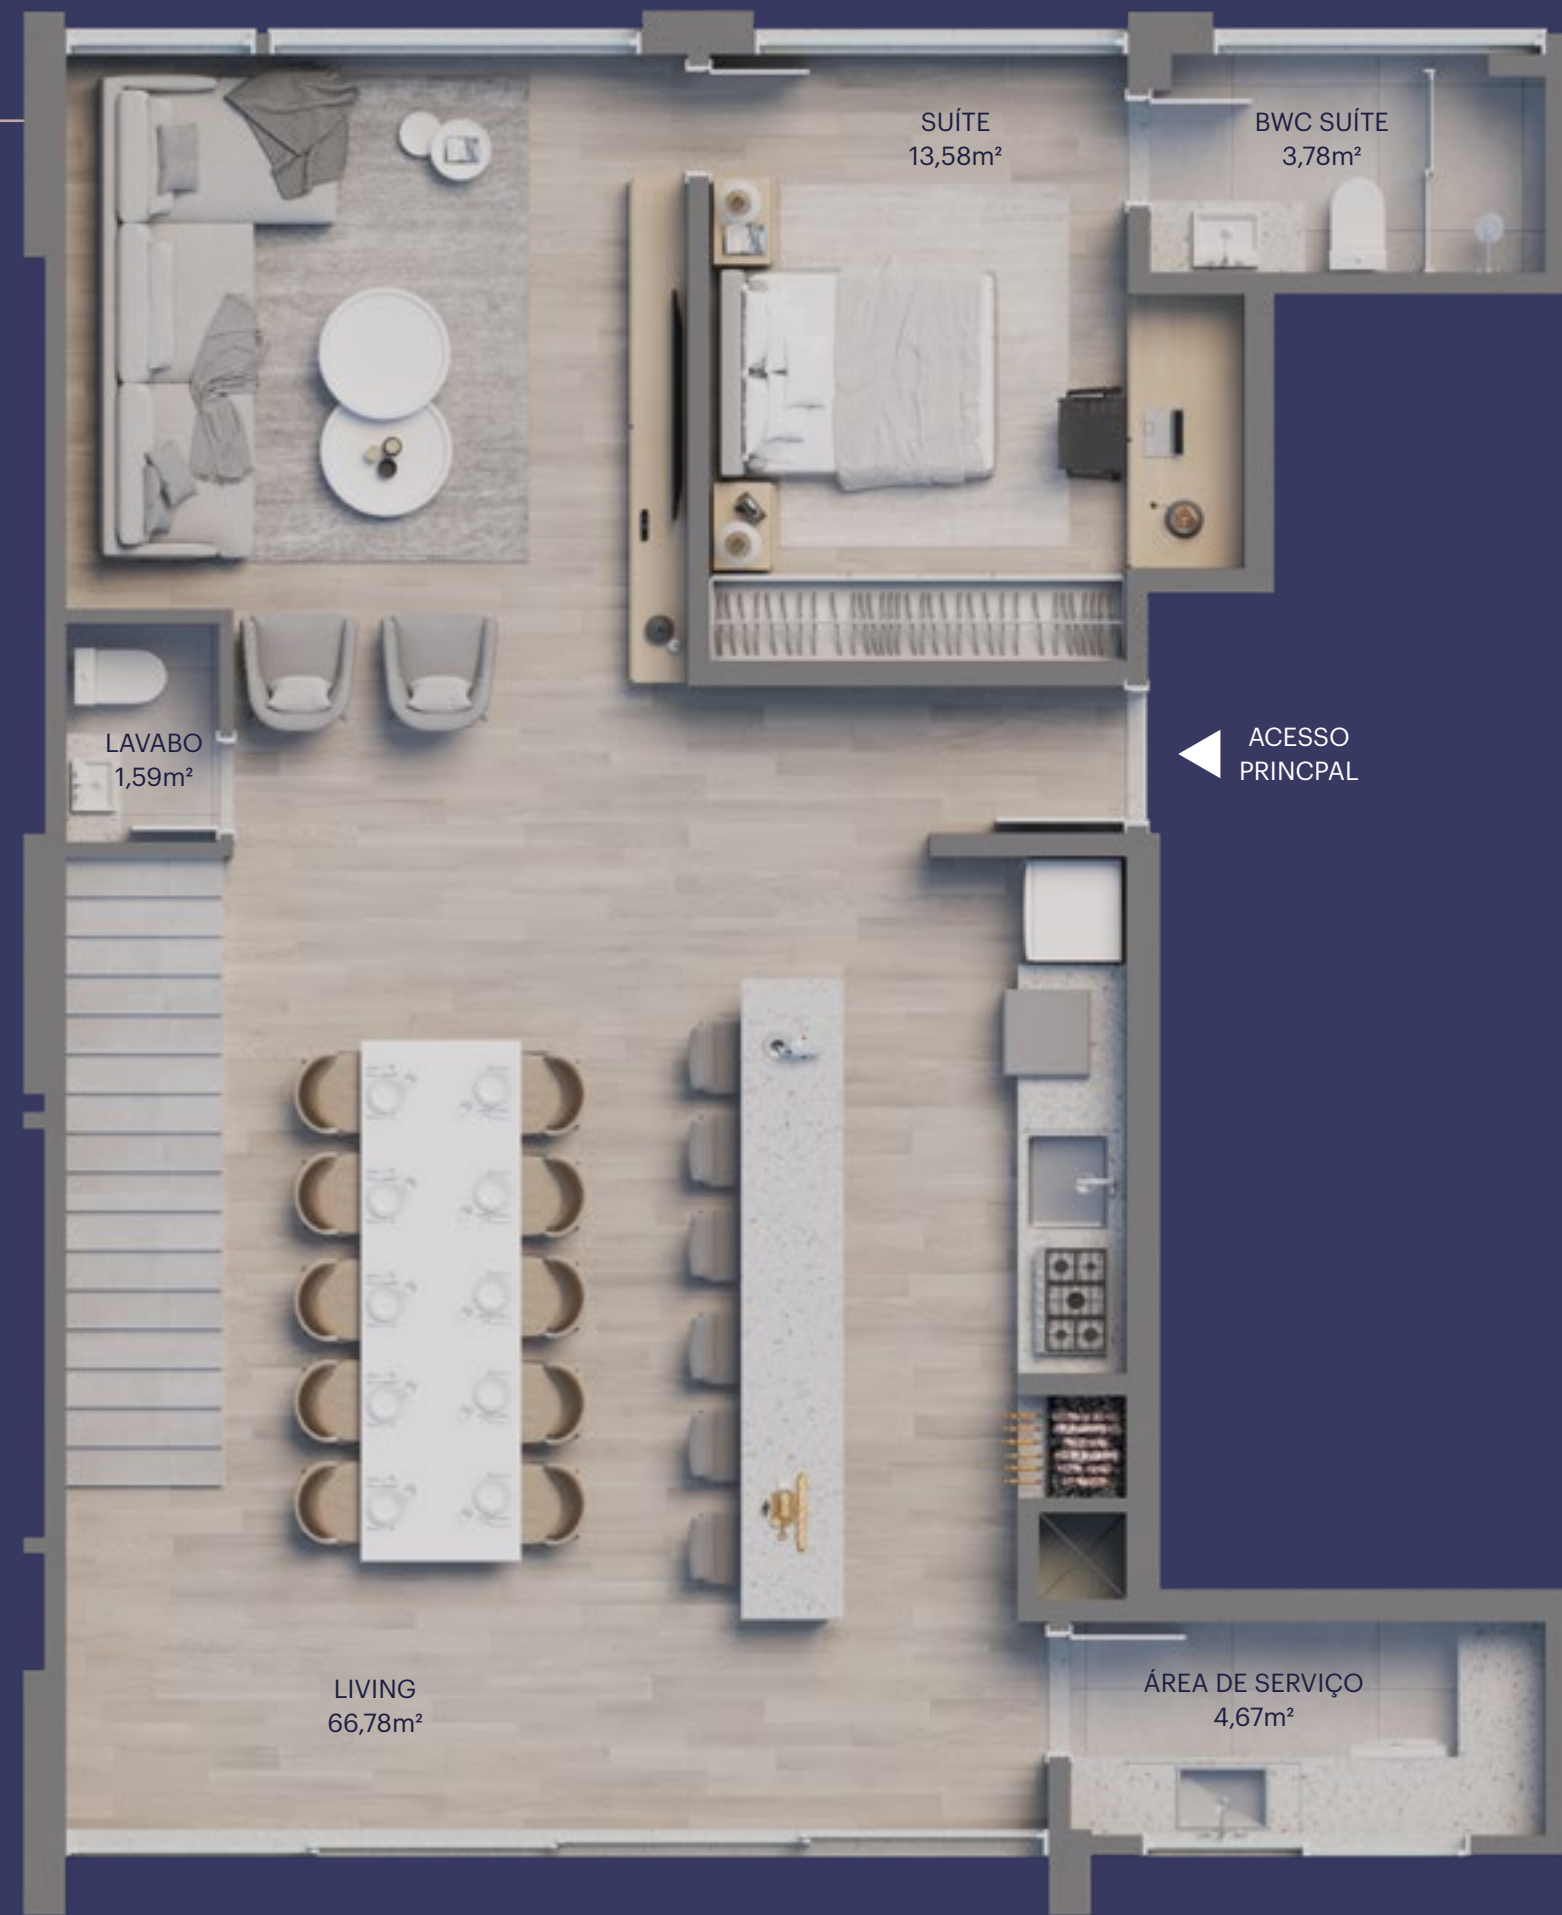 SUÍTE
13,58m²
BWC SUÍTE
3,78m²
LAVABO
1,59m²
ACESSO
PRINCPAL
LIVING
66,78m²
ÁREA DE SERVIÇO
4,67m²